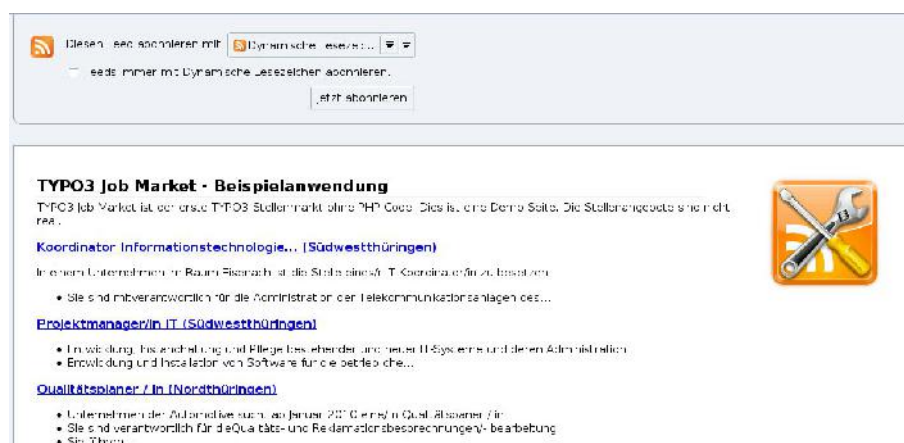 Diesen Feed abonnieren mit Dynamische Lesezei...
Feeds immer mit Dynamische Lesezeichen abonnieren.
Jetzt abonnieren
TYPO3 Job Market - Beispielanwendung
TYPO3 Job Market ist der erste TYPO3 Stellenmarkt ohne PHP Code. Dies ist eine Demo Seite. Die Stellenangebote sind nicht
real.
Koordinator Informationstechnologie... (Südwestthüringen)
In einem Unternehmen im Raum Eisenach ist die Stelle eines/r IT Koordinator/in zu besetzen
• Sie sind mitverantwortlich für die Administration der Telekommunikationsanlagen des...
Projektmanager/in IT (Südwestthüringen)
• Entwicklung, Instandhaltung und Pflege bestehender und neuer IT-Systeme und deren Administration
• Entwicklung und Installation von Software für die betriebliche...
Qualitätsplaner / in (Nordthüringen)
• Unternehmen der Automotive sucht ab Januar 2010 eine/n Qualitätsplaner / in
• Sie sind verantwortlich für die Qualitäts- und Reklamationsbesprechnungen/- bearbeitung
• Sie führen